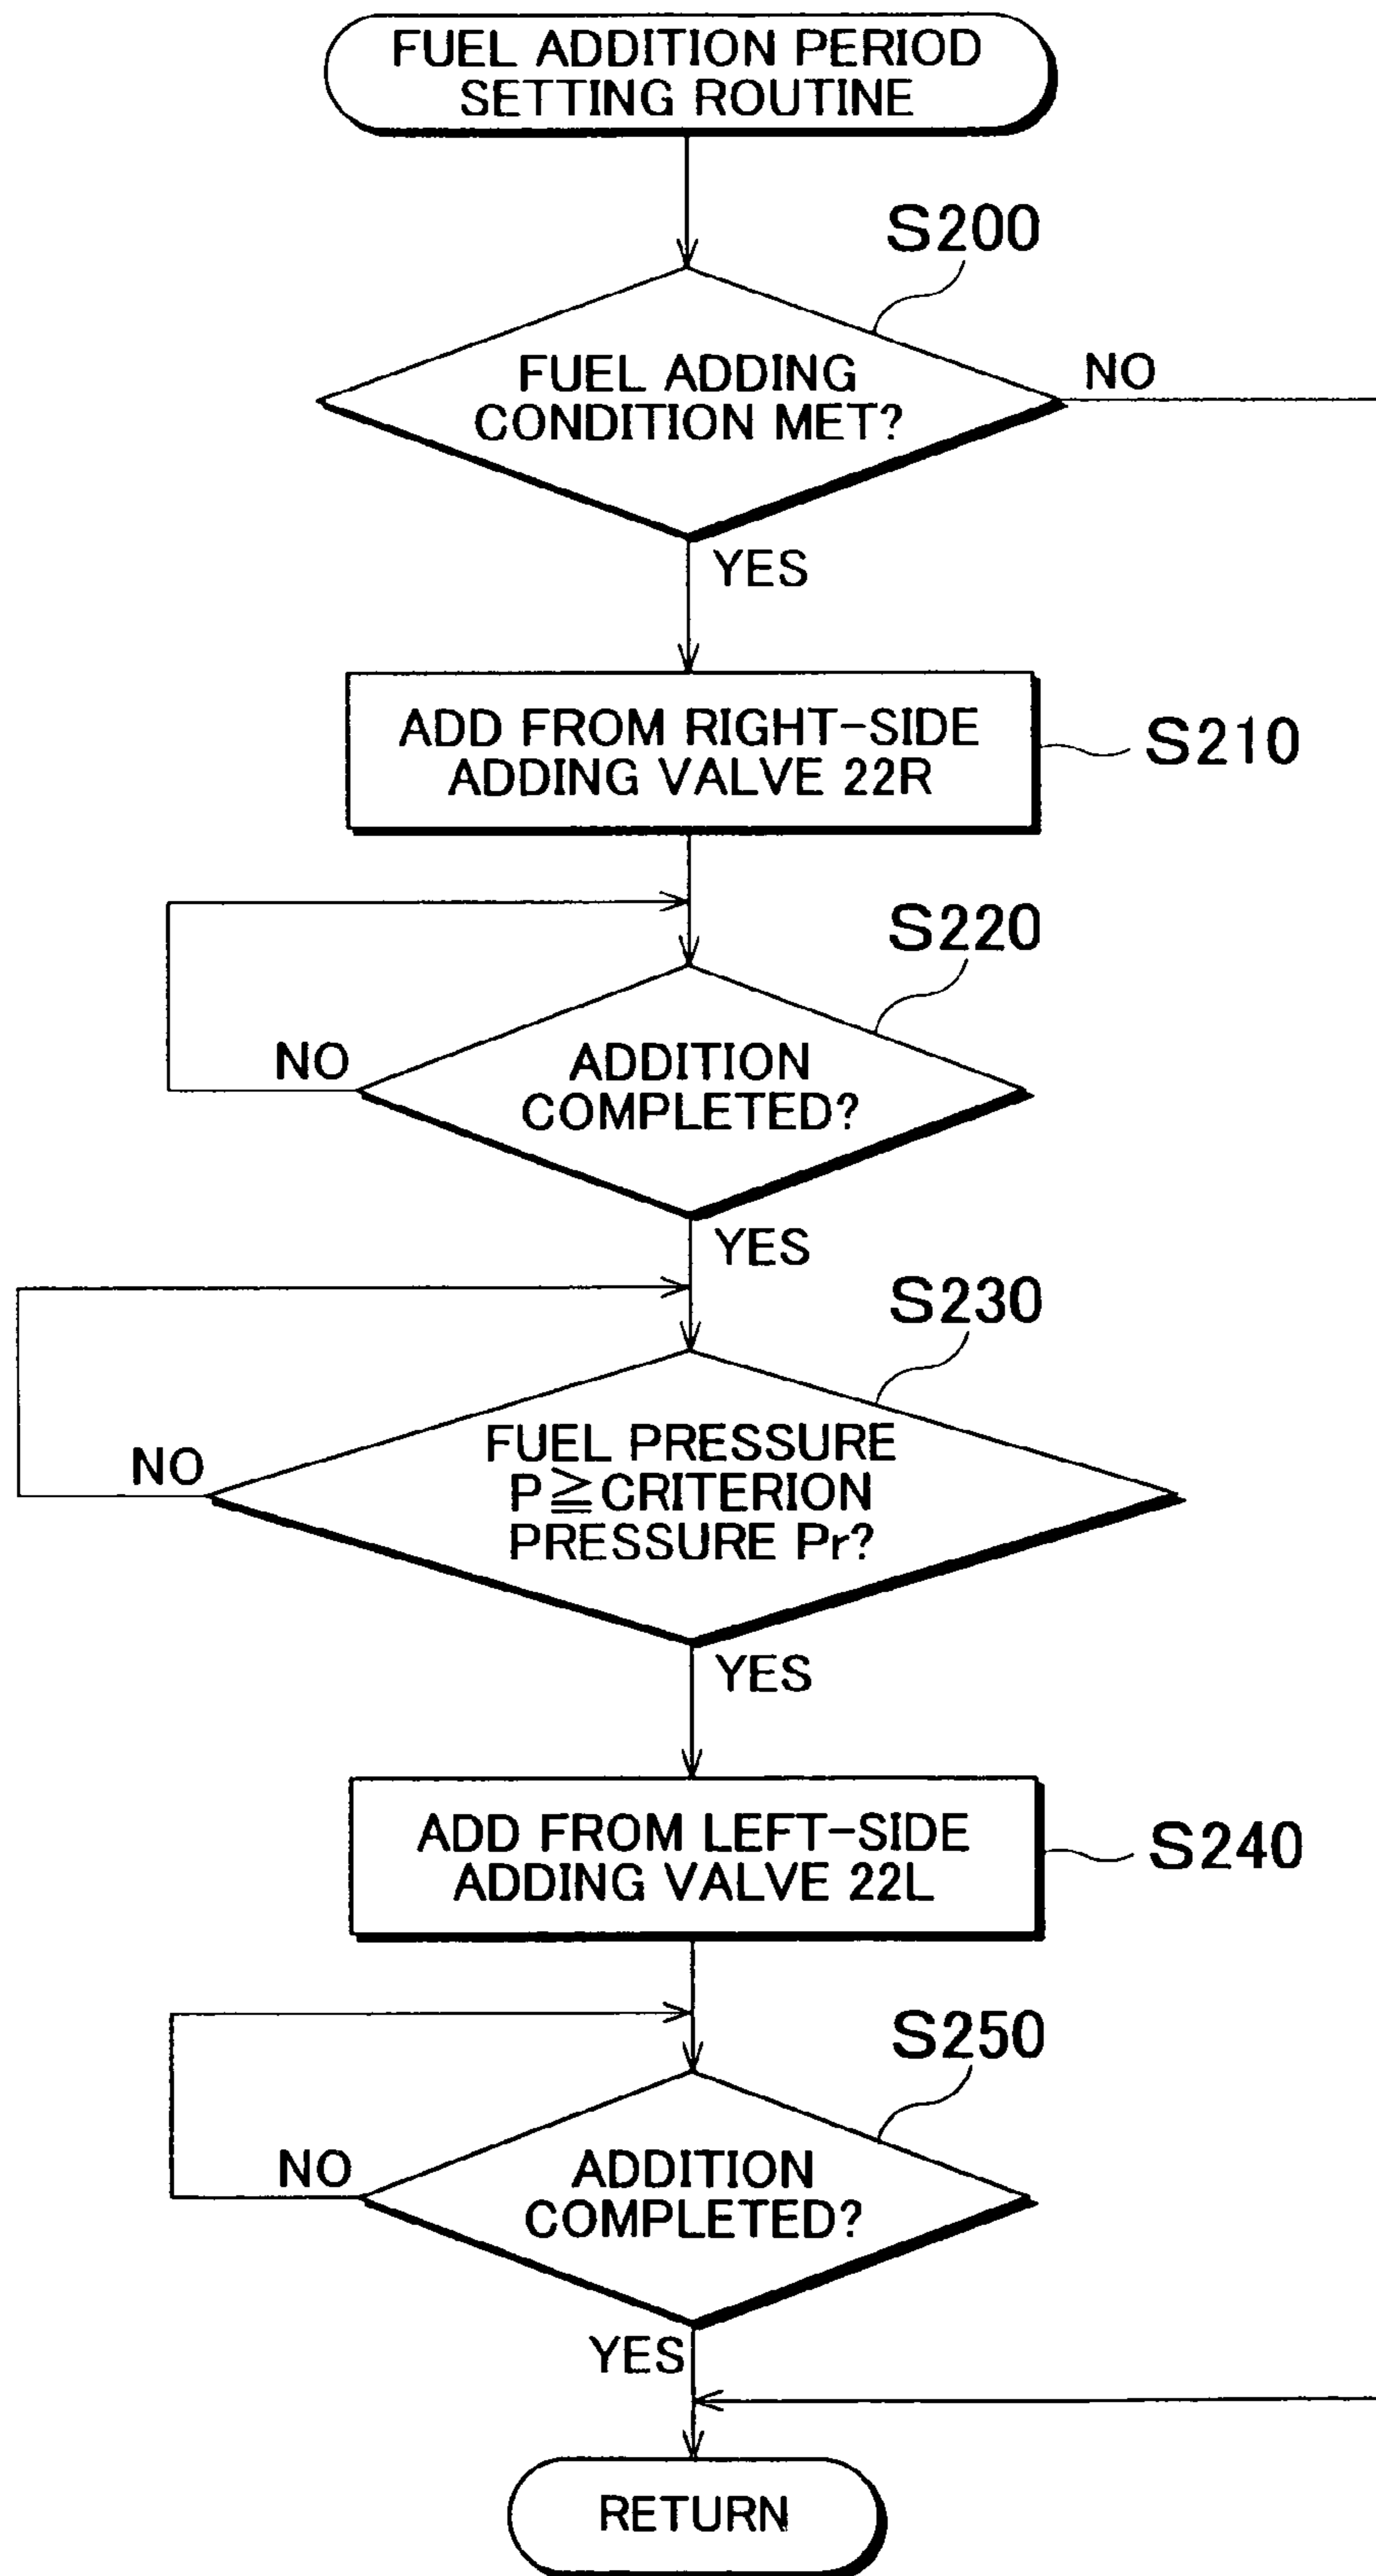 FUEL ADDITION PERIOD
SETTING ROUTINE
S200
FUEL ADDING
CONDITION MET?
NO
YES
ADD FROM RIGHT-SIDE
ADDING VALVE 22R
S210
S220
NO
ADDITION
COMPLETED?
YES
S230
NO
FUEL PRESSURE
P≧CRITERION
PRESSURE Pr?
YES
ADD FROM LEFT-SIDE
ADDING VALVE 22L
S240
S250
NO
ADDITION
COMPLETED?
YES
RETURN